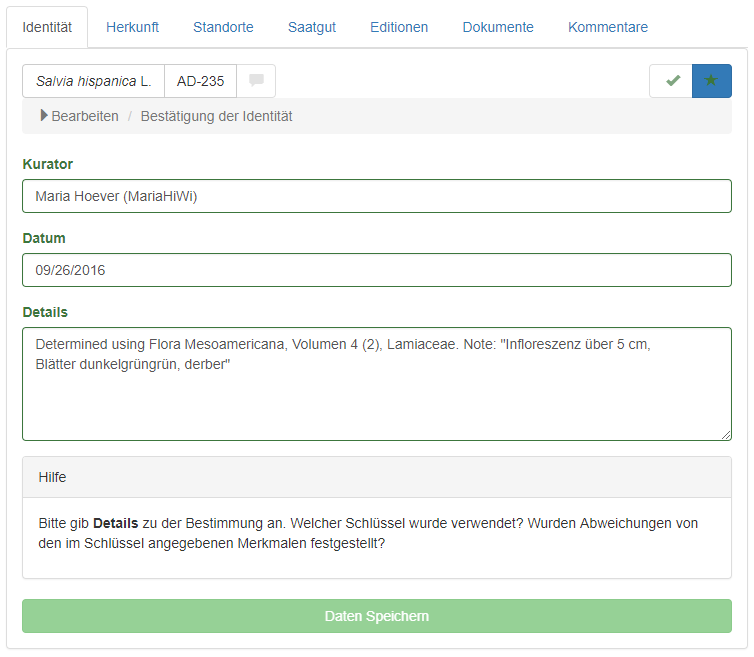 Identität Herkunft Standorte Saatgut Editionen Dokumente Kommentare
Salvia hispanica L. AD-235
Bearbeiten / Bestätigung der Identität
Kurator
Maria Hoever (MariaHiWi)
Datum
09/26/2016
Details
Determined using Flora Mesoamericana, Volumen 4 (2), Lamiaceae. Note: "Infloreszenz über 5 cm,
Blätter dunkelgrüngrün, derber"
Hilfe
Bitte gib Details zu der Bestimmung an. Welcher Schlüssel wurde verwendet? Wurden Abweichungen von
den im Schlüssel angegebenen Merkmalen festgestellt?
Daten Speichern